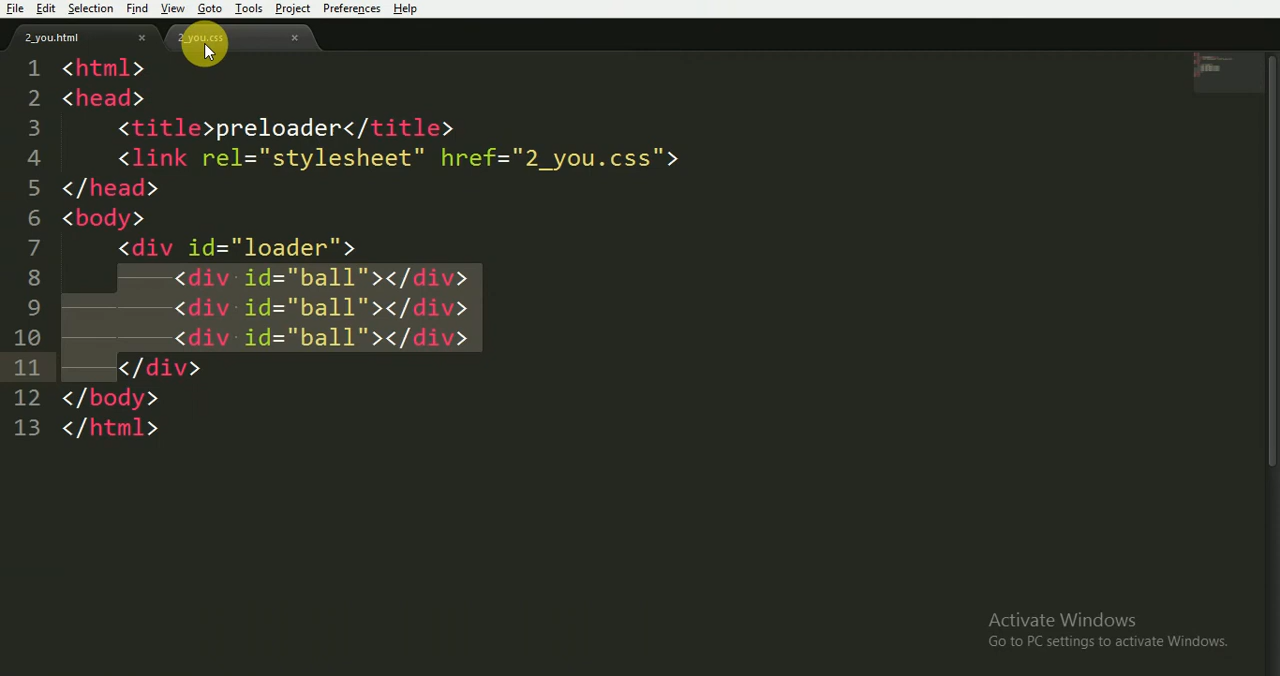 File Edit Selection Find View Goto Tools Project Preferences Help
2_you.html × 2_you.css ×
1 <html>
2 <head>
3 <title>preloader</title>
4 <link rel="stylesheet" href="2_you.css">
5 </head>
6 <body>
7 <div id="loader">
8 <div id="ball"></div>
9 <div id="ball"></div>
10 <div id="ball"></div>
11 </div>
12 </body>
13 </html>
Activate Windows
Go to PC settings to activate Windows.